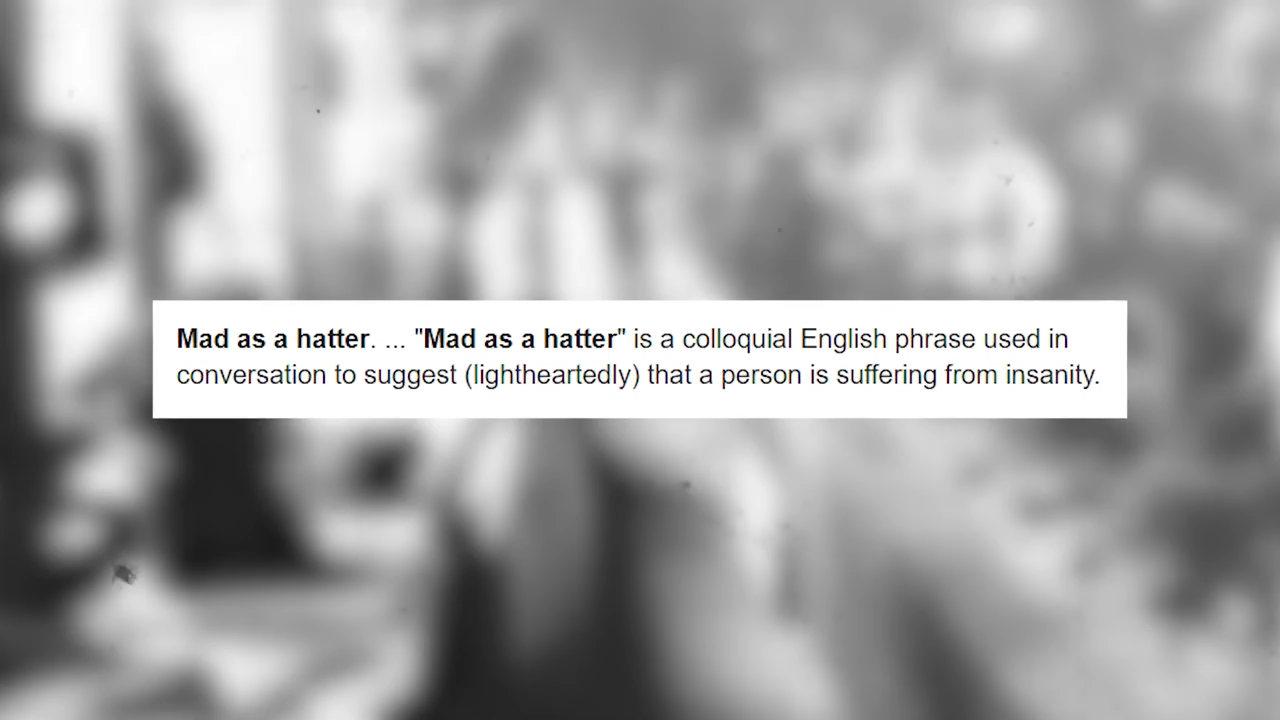 Mad as a hatter. ... "Mad as a hatter" is a colloquial English phrase used in
conversation to suggest (lightheartedly) that a person is suffering from insanity.